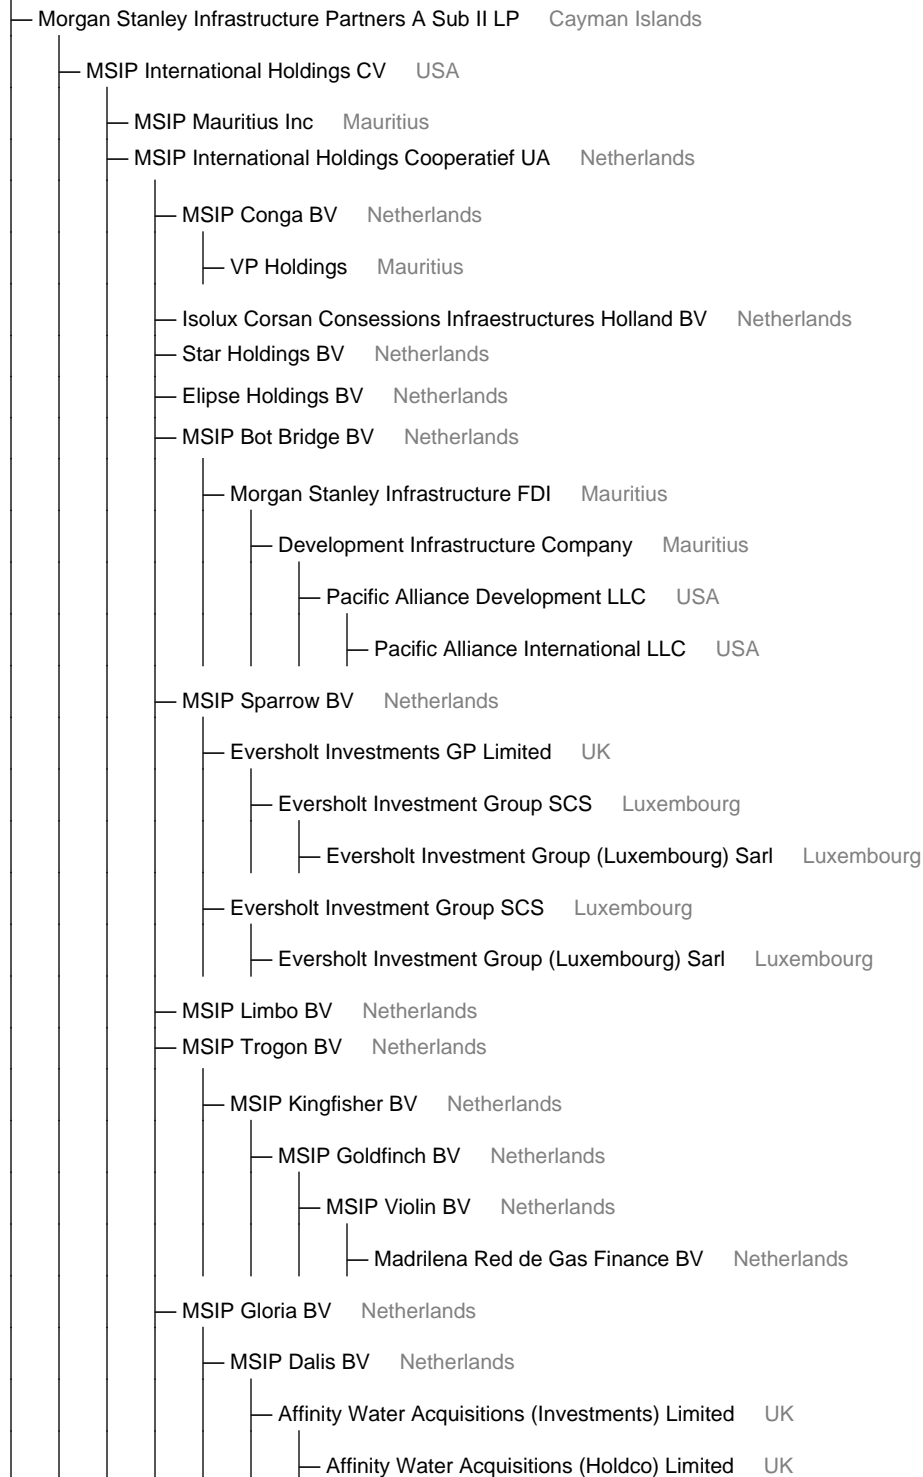 Morgan Stanley Infrastructure Partners A Sub II LP Cayman Islands
MSIP International Holdings CV USA
MSIP Mauritius Inc Mauritius
MSIP International Holdings Cooperatief UA Netherlands
MSIP Conga BV Netherlands
VP Holdings Mauritius
Isolux Corsan Consessions Infraestructures Holland BV Netherlands
Star Holdings BV Netherlands
Elipse Holdings BV Netherlands
MSIP Bot Bridge BV Netherlands
Morgan Stanley Infrastructure FDI Mauritius
Development Infrastructure Company Mauritius
Pacific Alliance Development LLC USA
Pacific Alliance International LLC USA
MSIP Sparrow BV Netherlands
Eversholt Investments GP Limited UK
Eversholt Investment Group SCS Luxembourg
Eversholt Investment Group (Luxembourg) Sarl Luxembourg
Eversholt Investment Group SCS Luxembourg
Eversholt Investment Group (Luxembourg) Sarl Luxembourg
MSIP Limbo BV Netherlands
MSIP Trogon BV Netherlands
MSIP Kingfisher BV Netherlands
MSIP Goldfinch BV Netherlands
MSIP Violin BV Netherlands
Madrilena Red de Gas Finance BV Netherlands
MSIP Gloria BV Netherlands
MSIP Dalis BV Netherlands
Affinity Water Acquisitions (Investments) Limited UK
Affinity Water Acquisitions (Holdco) Limited UK